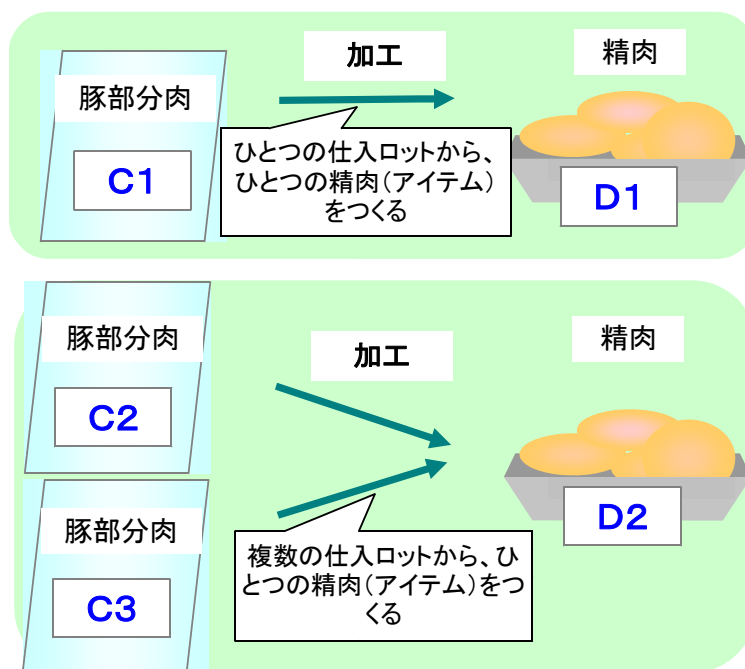 加工
精肉
豚部分肉
C1
ひとつの仕入ロットから、
ひとつの精肉(アイテム)
をつくる
D1
豚部分肉
加工
精肉
C2
D2
豚部分肉
複数の仕入ロットから、ひ
とつの精肉(アイテム)をつ
くる
C3